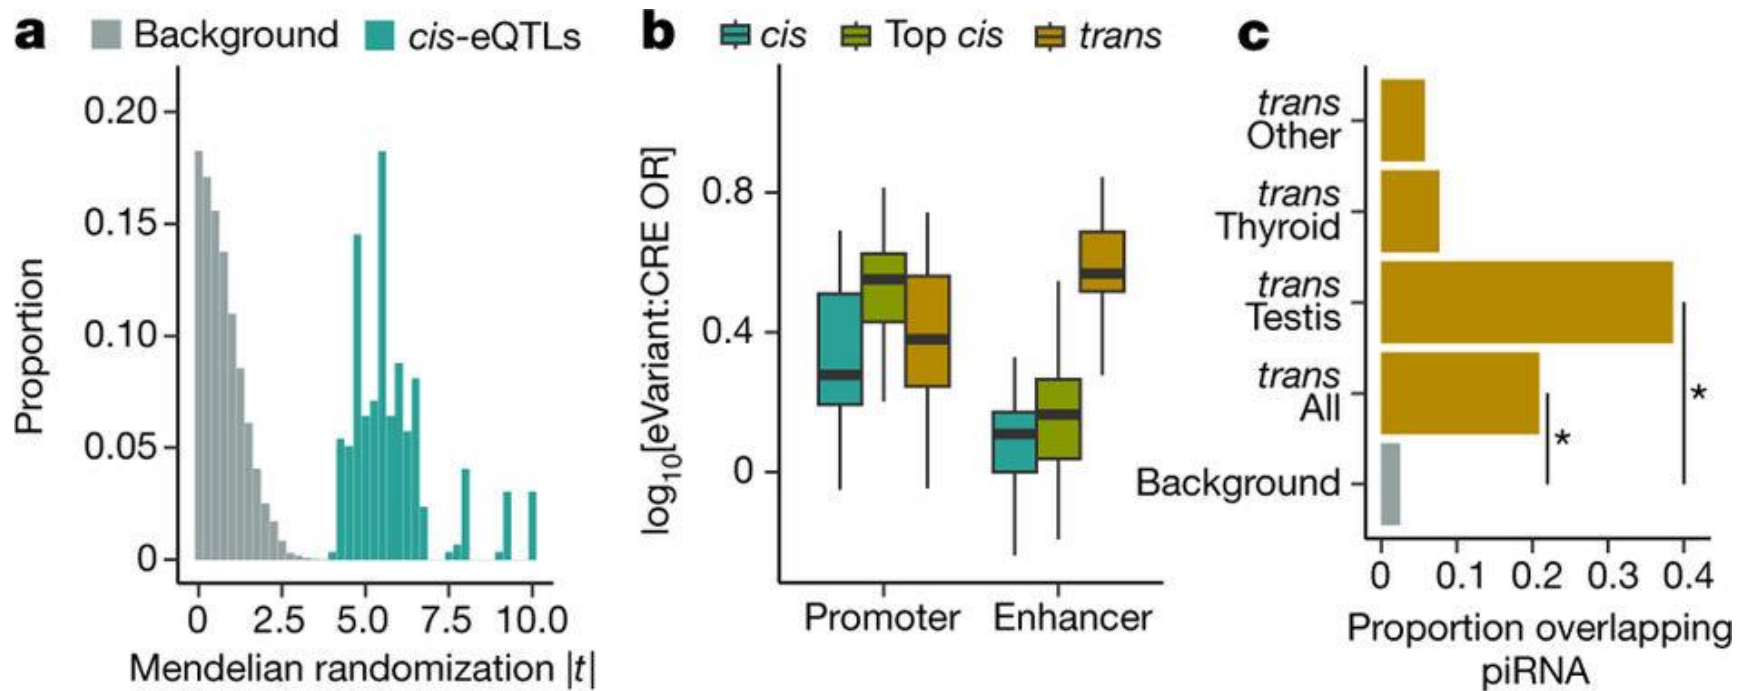 a
Background
cis-eQTLs
0.20
0.15
0.10
0.05
0
Proportion
0 2.5 5.0 7.5 10.0
Mendelian randomization |t|
b
cis
Top cis
trans
log10[eVariant:CRE OR]
0.8
0.4
0
Promoter
Enhancer
c
trans
Other
trans
Thyroid
trans
Testis
trans
All
Background
*
*
0 0.1 0.2 0.3 0.4
Proportion overlapping
piRNA